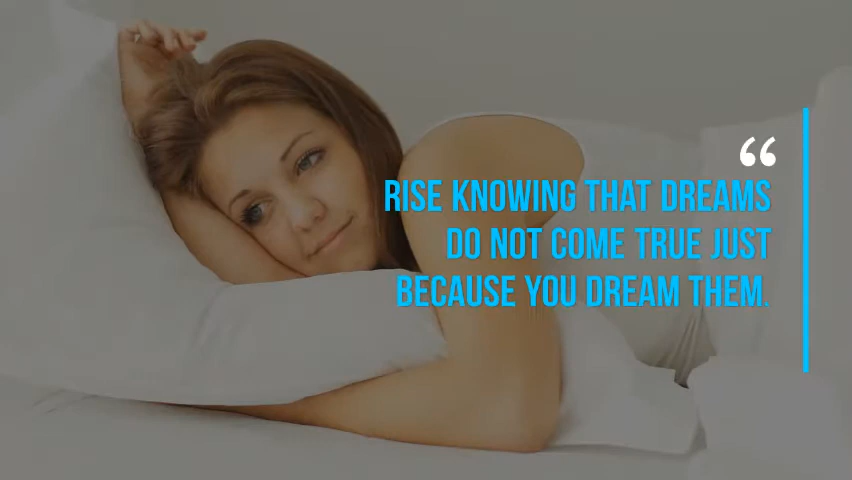 “
RISE KNOWING THAT DREAMS
DO NOT COME TRUE JUST
BECAUSE YOU DREAM THEM.